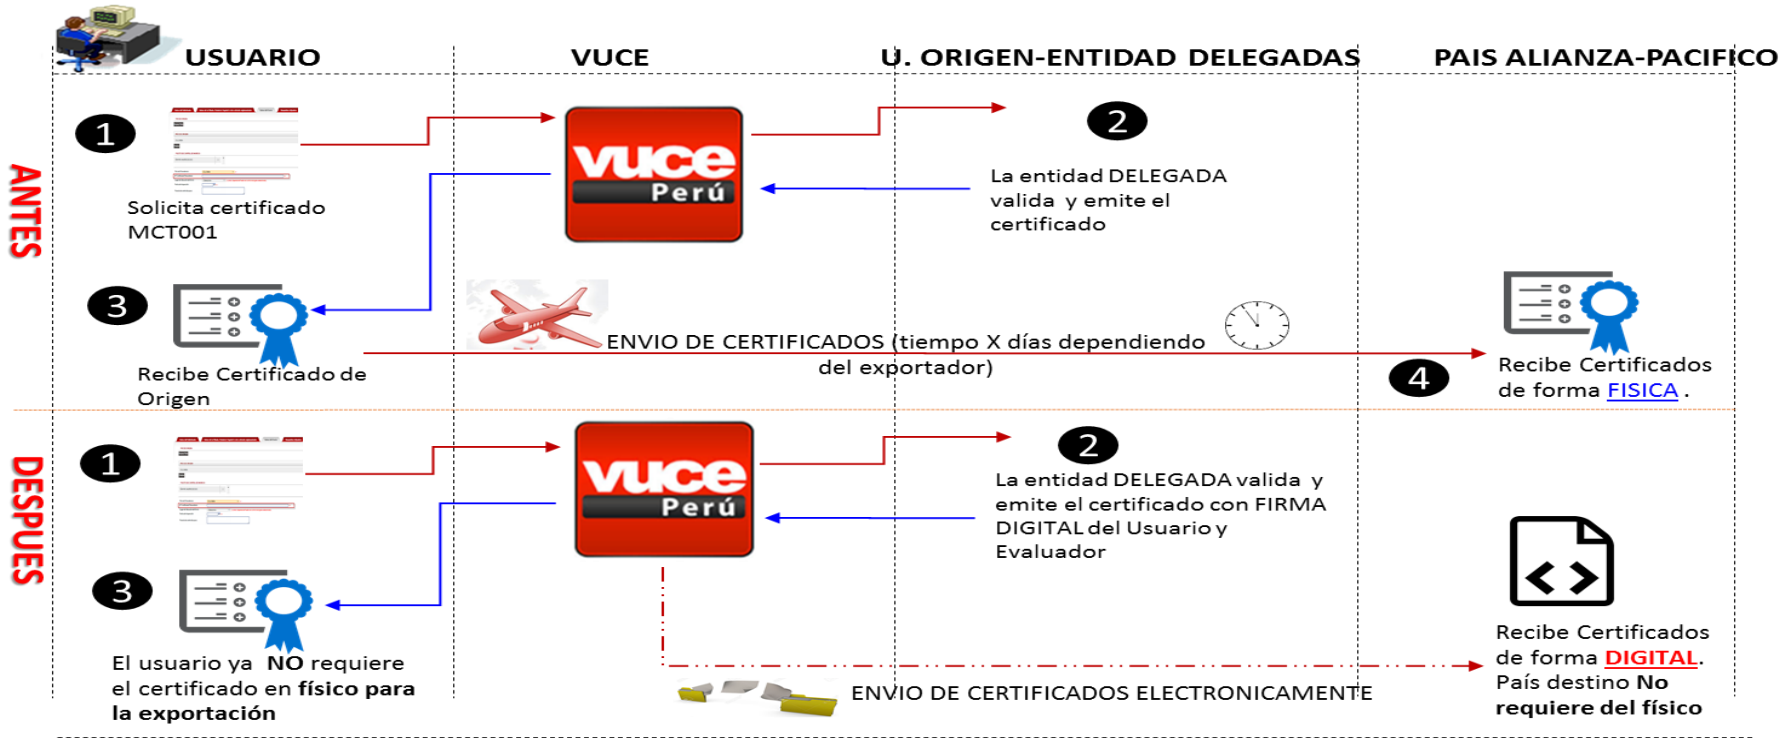 USUARIO
VUCE
U. ORIGEN-ENTIDAD DELEGADAS
PAIS ALIANZA-PACIFICO
ANTES
1
Solicita certificado
MCT001
vuce
Perú
2
La entidad DELEGADA
valida y emite el
certificado
3
Recibe Certificado de
Origen
ENVIO DE CERTIFICADOS (tiempo X días dependiendo
del exportador)
4
Recibe Certificados
de forma FISICA .
DESPUES
1
vuce
Perú
2
La entidad DELEGADA valida y
emite el certificado con FIRMA
DIGITAL del Usuario y
Evaluador
3
El usuario ya NO requiere
el certificado en físico para
la exportación
ENVIO DE CERTIFICADOS ELECTRONICAMENTE
Recibe Certificados
de forma DIGITAL.
País destino No
requiere del físico